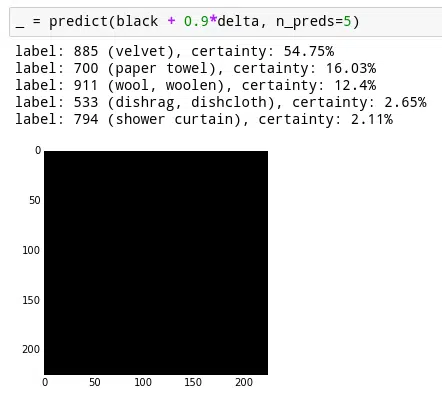 _ = predict(black + 0.9*delta, n_preds=5)
label: 885 (velvet), certainty: 54.75%
label: 700 (paper towel), certainty: 16.03%
label: 911 (wool, woolen), certainty: 12.4%
label: 533 (dishrag, dishcloth), certainty: 2.65%
label: 794 (shower curtain), certainty: 2.11%
0
50
100
150
200
0 50 100 150 200